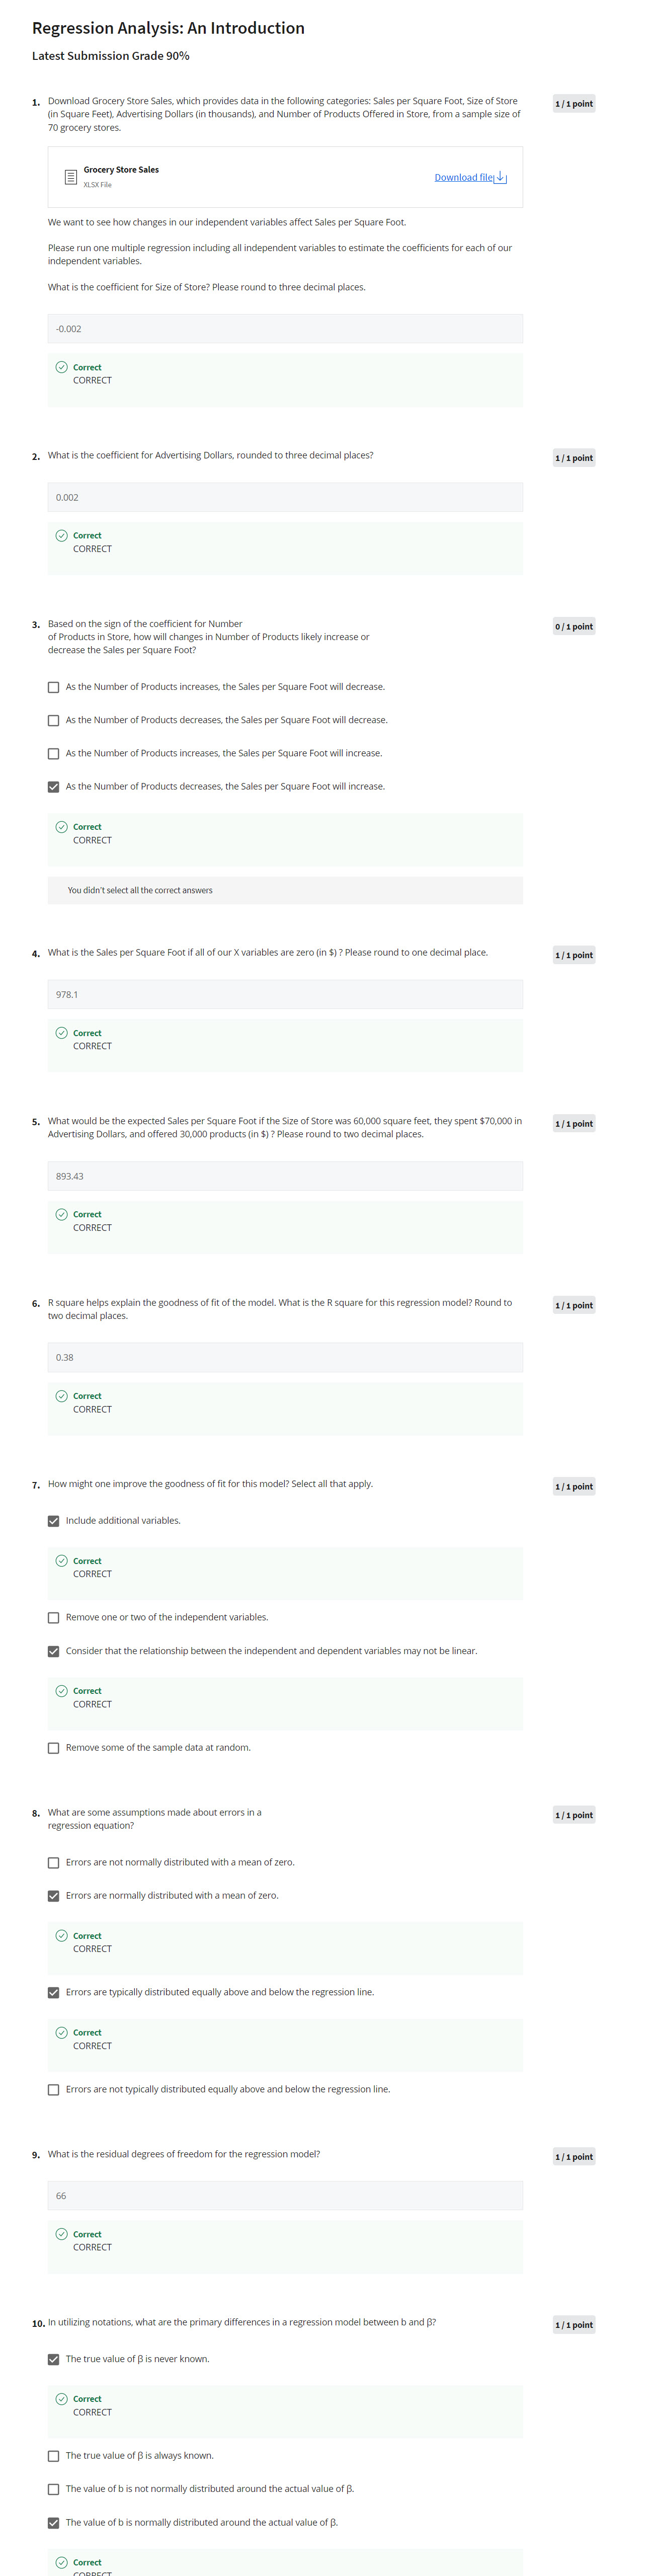 Regression Analysis: An Introduction
Latest Submission Grade 90%
1. Download Grocery Store Sales, which provides data in the following categories: Sales per Square Foot, Size of Store
(in Square Feet), Advertising Dollars (in thousands), and Number of Products Offered in Store, from a sample size of
70 grocery stores.
1 / 1 point
Grocery Store Sales
XLSX File
Download file
We want to see how changes in our independent variables affect Sales per Square Foot.
Please run one multiple regression including all independent variables to estimate the coefficients for each of our
independent variables.
What is the coefficient for Size of Store? Please round to three decimal places.
-0.002
Correct
CORRECT
2. What is the coefficient for Advertising Dollars, rounded to three decimal places?
1 / 1 point
0.002
Correct
CORRECT
3. Based on the sign of the coefficient for Number
of Products in Store, how will changes in Number of Products likely increase or
decrease the Sales per Square Foot?
0 / 1 point
As the Number of Products increases, the Sales per Square Foot will decrease.
As the Number of Products decreases, the Sales per Square Foot will decrease.
As the Number of Products increases, the Sales per Square Foot will increase.
As the Number of Products decreases, the Sales per Square Foot will increase.
Correct
CORRECT
You didn't select all the correct answers
4. What is the Sales per Square Foot if all of our X variables are zero (in $) ? Please round to one decimal place.
1 / 1 point
978.1
Correct
CORRECT
5. What would be the expected Sales per Square Foot if the Size of Store was 60,000 square feet, they spent $70,000 in
Advertising Dollars, and offered 30,000 products (in $) ? Please round to two decimal places.
1 / 1 point
893.43
Correct
CORRECT
6. R square helps explain the goodness of fit of the model. What is the R square for this regression model? Round to
two decimal places.
1 / 1 point
0.38
Correct
CORRECT
7. How might one improve the goodness of fit for this model? Select all that apply.
1 / 1 point
Include additional variables.
Correct
CORRECT
Remove one or two of the independent variables.
Consider that the relationship between the independent and dependent variables may not be linear.
Correct
CORRECT
Remove some of the sample data at random.
8. What are some assumptions made about errors in a
regression equation?
1 / 1 point
Errors are not normally distributed with a mean of zero.
Errors are normally distributed with a mean of zero.
Correct
CORRECT
Errors are typically distributed equally above and below the regression line.
Correct
CORRECT
Errors are not typically distributed equally above and below the regression line.
9. What is the residual degrees of freedom for the regression model?
1 / 1 point
66
Correct
CORRECT
10. In utilizing notations, what are the primary differences in a regression model between b and β?
1 / 1 point
The true value of β is never known.
Correct
CORRECT
The true value of β is always known.
The value of b is not normally distributed around the actual value of β.
The value of b is normally distributed around the actual value of β.
Correct
CORRECT